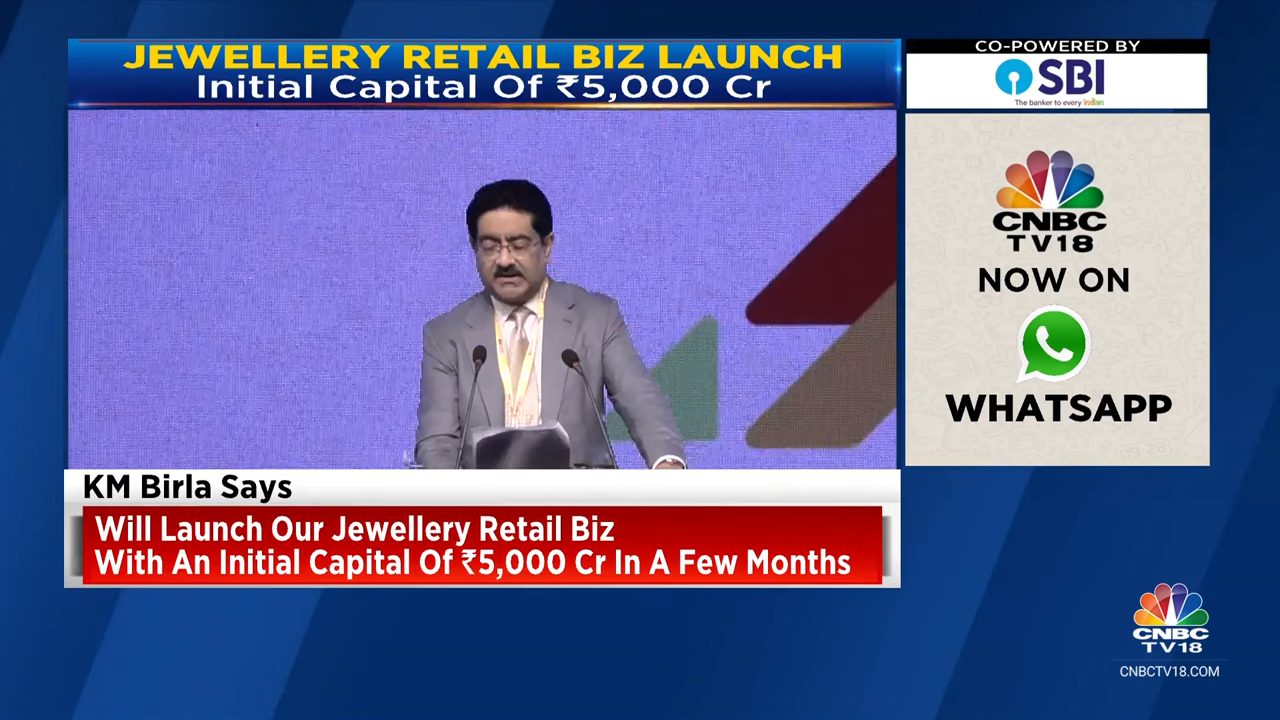 JEWELLERY RETAIL BIZ LAUNCH
Initial Capital Of ₹5,000 Cr
CO-POWERED BY
SBI
The banker to every Indian
CNBC
TV18
NOW ON
WHATSAPP
KM Birla Says
Will Launch Our Jewellery Retail Biz
With An Initial Capital Of ₹5,000 Cr In A Few Months
CNBC
TV18
CNBCTV18.COM